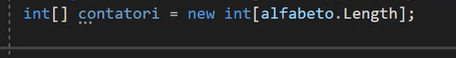 int[] contatori = new int[alfabeto.Length];